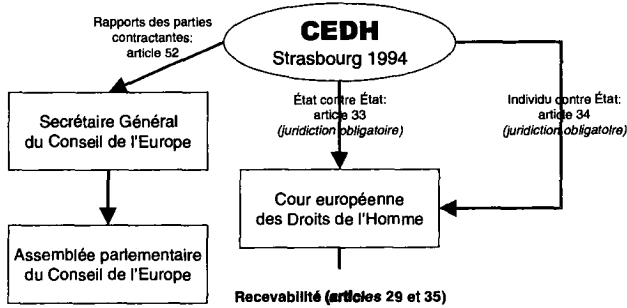 CEDH
Strasbourg 1994
Rapports des parties
contractantes:
article 52
Secrétaire Général
du Conseil de l'Europe
Assemblée parlementaire
du Conseil de l'Europe
État contre État:
article 33
(juridiction obligatoire)
Individu contre État:
article 34
(juridiction obligatoire)
Cour européenne
des Droits de l'Homme
Recevabilité (articles 29 et 35)